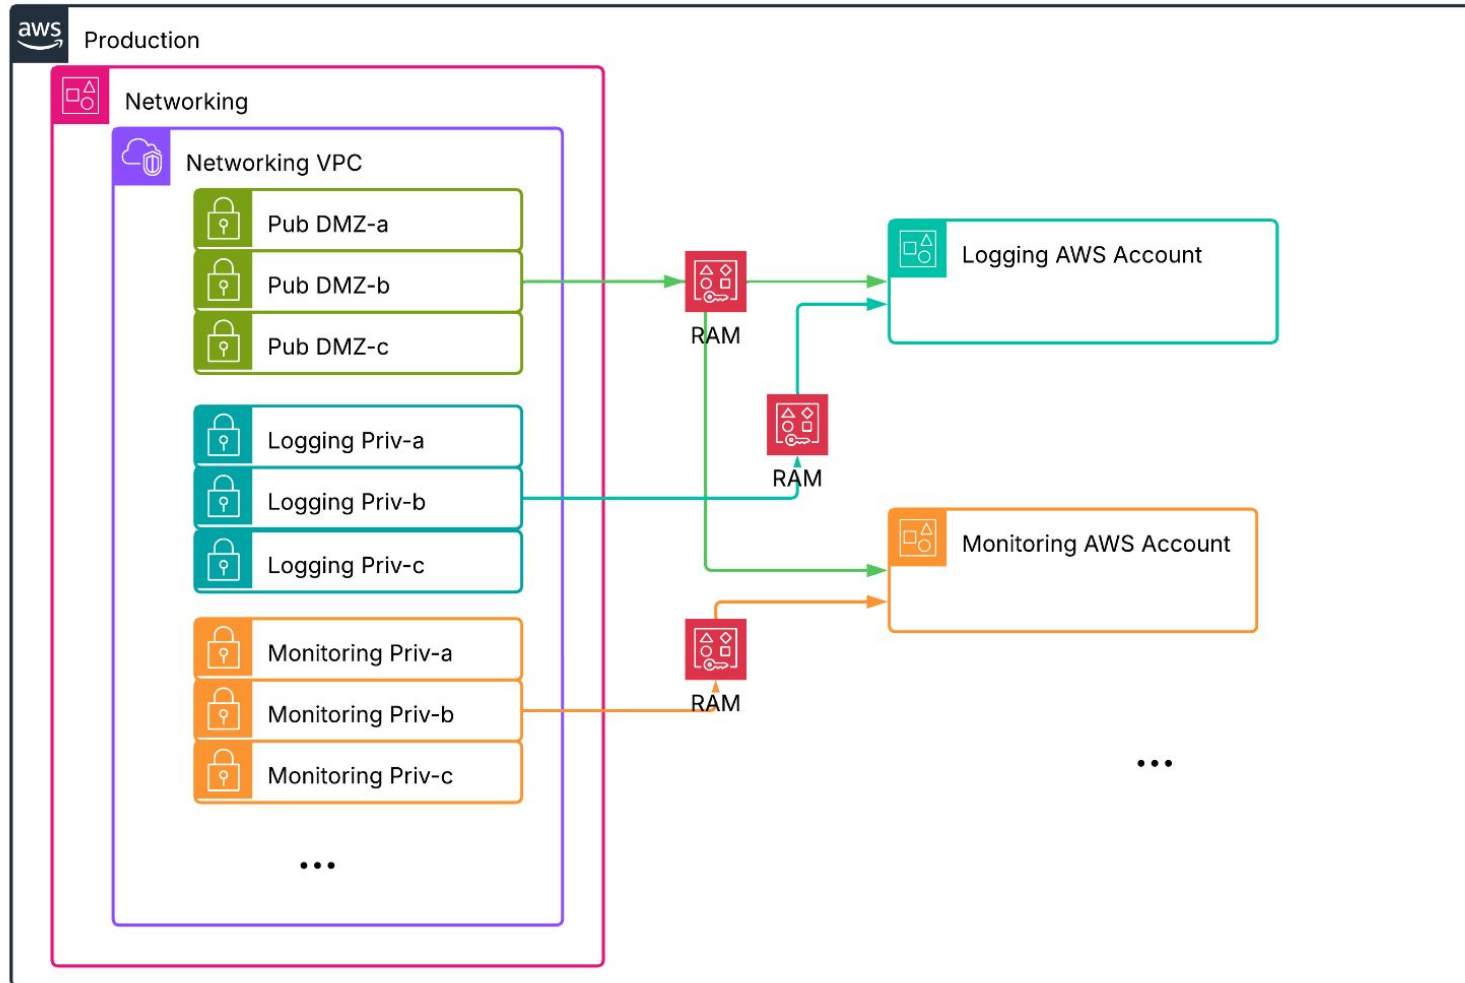 aws
Production
Networking
Networking VPC
Pub DMZ-a
Pub DMZ-b
Pub DMZ-c
RAM
Logging AWS Account
Logging Priv-a
Logging Priv-b
Logging Priv-c
RAM
Monitoring AWS Account
Monitoring Priv-a
Monitoring Priv-b
Monitoring Priv-c
RAM
...
...